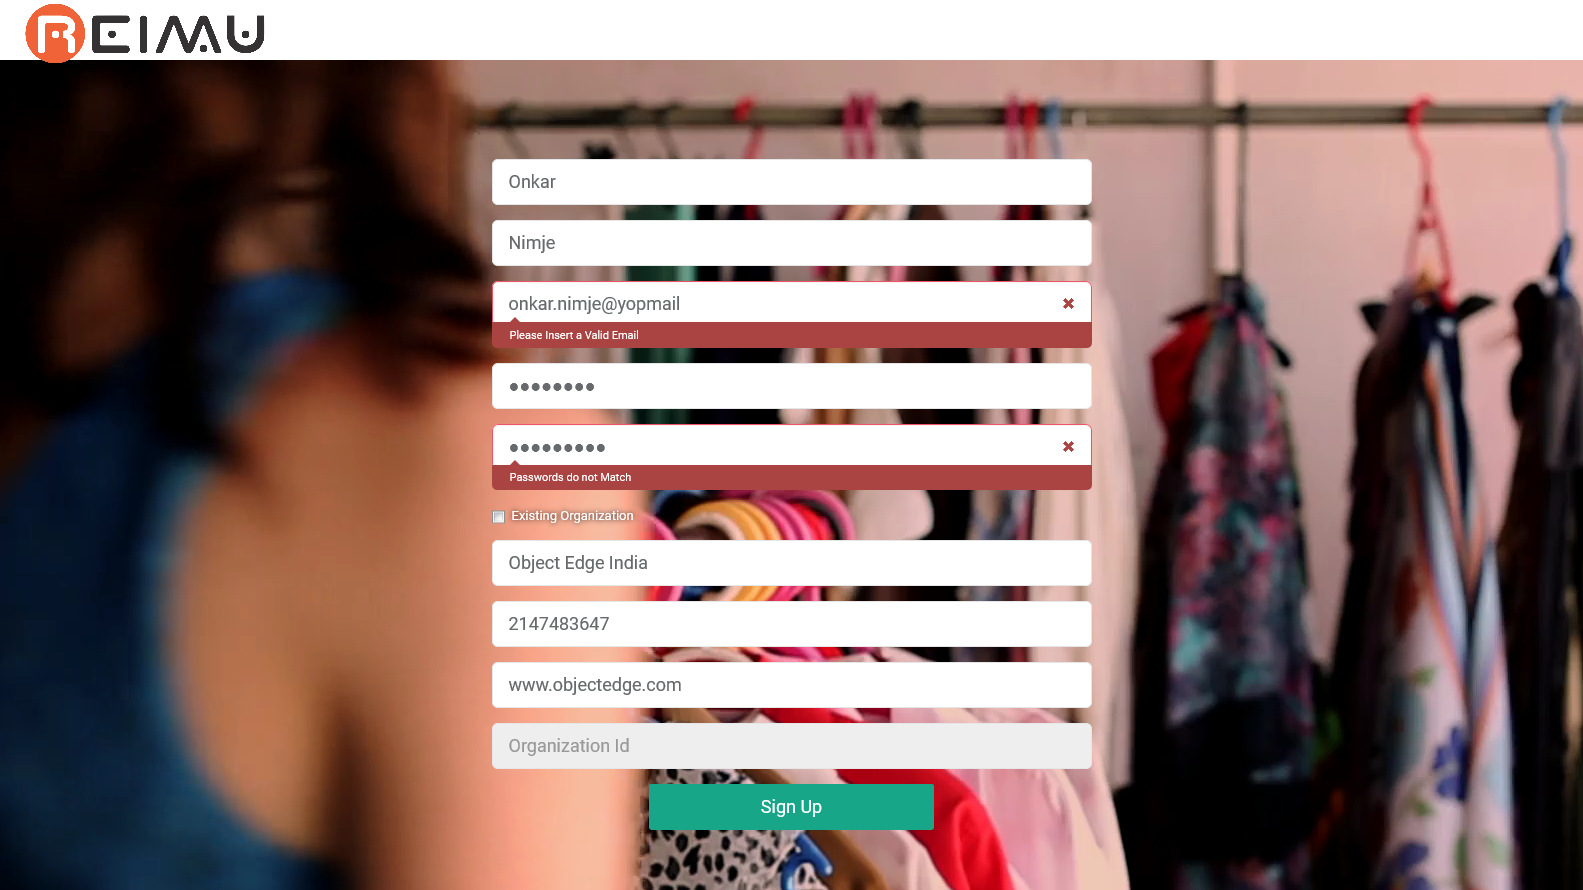 REIMU
Onkar
Nimje
onkar.nimje@yopmail
Please Insert a Valid Email
●●●●●●●●
●●●●●●●●●
Passwords do not Match
Existing Organization
Object Edge India
2147483647
www.objectedge.com
Organization Id
Sign Up